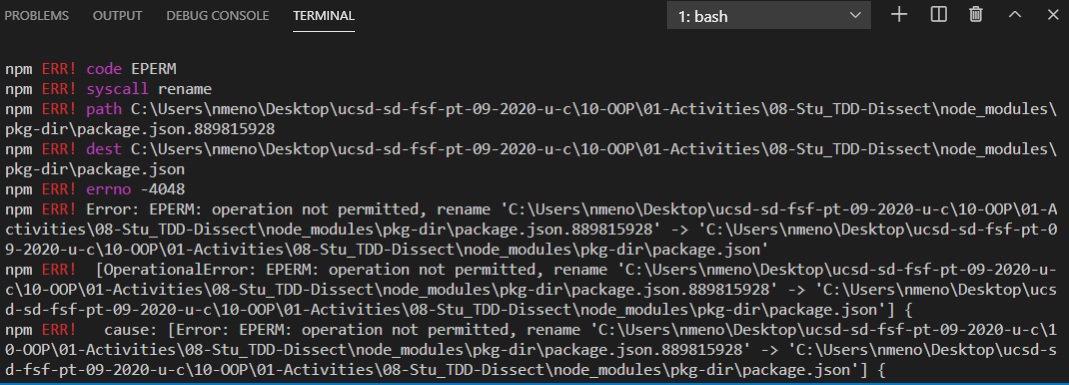 PROBLEMS OUTPUT DEBUG CONSOLE TERMINAL 1: bash
npm ERR! code EPERM
npm ERR! syscall rename
npm ERR! path C:\Users\nmeno\Desktop\ucsd-sd-fsf-pt-09-2020-u-c\10-OOP\01-Activities\08-Stu_TDD-Dissect\node_modules\
pkg-dir\package.json.889815928
npm ERR! dest C:\Users\nmeno\Desktop\ucsd-sd-fsf-pt-09-2020-u-c\10-OOP\01-Activities\08-Stu_TDD-Dissect\node_modules\
pkg-dir\package.json
npm ERR! errno -4048
npm ERR! Error: EPERM: operation not permitted, rename 'C:\Users\nmeno\Desktop\ucsd-sd-fsf-pt-09-2020-u-c\10-OOP\01-A
ctivities\08-Stu_TDD-Dissect\node_modules\pkg-dir\package.json.889815928' -> 'C:\Users\nmeno\Desktop\ucsd-sd-fsf-pt-0
9-2020-u-c\10-OOP\01-Activities\08-Stu_TDD-Dissect\node_modules\pkg-dir\package.json'
npm ERR!  [OperationalError: EPERM: operation not permitted, rename 'C:\Users\nmeno\Desktop\ucsd-sd-fsf-pt-09-2020-u-
c\10-OOP\01-Activities\08-Stu_TDD-Dissect\node_modules\pkg-dir\package.json.889815928' -> 'C:\Users\nmeno\Desktop\ucs
d-sd-fsf-pt-09-2020-u-c\10-OOP\01-Activities\08-Stu_TDD-Dissect\node_modules\pkg-dir\package.json'] {
npm ERR!   cause: [Error: EPERM: operation not permitted, rename 'C:\Users\nmeno\Desktop\ucsd-sd-fsf-pt-09-2020-u-c\1
0-OOP\01-Activities\08-Stu_TDD-Dissect\node_modules\pkg-dir\package.json.889815928' -> 'C:\Users\nmeno\Desktop\ucsd-s
d-fsf-pt-09-2020-u-c\10-OOP\01-Activities\08-Stu_TDD-Dissect\node_modules\pkg-dir\package.json'] {